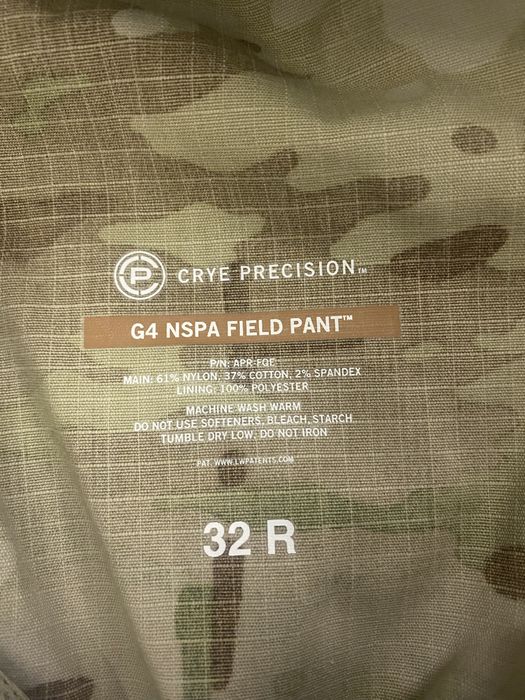 P CRYE PRECISION™
G4 NSPA FIELD PANT™
P/N: APR-FQE
MAIN: 61% NYLON, 37% COTTON, 2% SPANDEX
LINING: 100% POLYESTER
MACHINE WASH WARM
DO NOT USE SOFTENERS, BLEACH, STARCH
TUMBLE DRY LOW, DO NOT IRON
PAT. WWW.LWPATENTS.COM
32 R